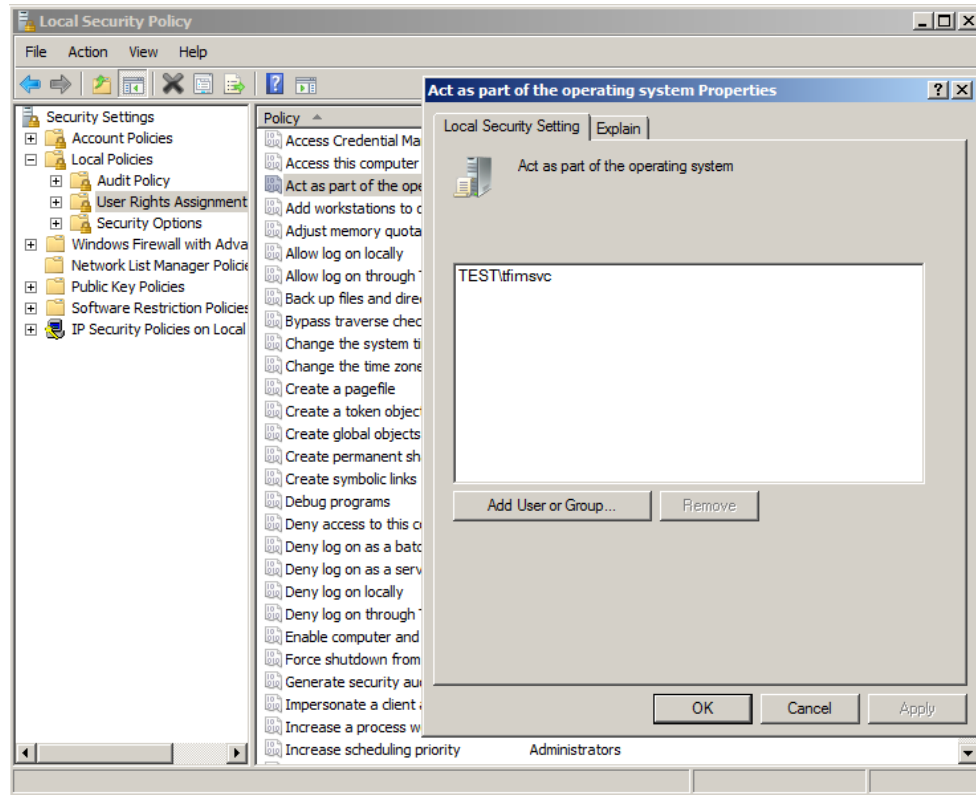 Local Security Policy
File Action View Help
Security Settings
Account Policies
Local Policies
Audit Policy
User Rights Assignment
Security Options
Windows Firewall with Adva
Network List Manager Policie
Public Key Policies
Software Restriction Policies
IP Security Policies on Local
Policy
Access Credential Ma
Access this computer
Act as part of the ope
Add workstations to d
Adjust memory quota
Allow log on locally
Allow log on through T
Back up files and dire
Bypass traverse chec
Change the system ti
Change the time zone
Create a pagefile
Create a token object
Create global objects
Create permanent sh
Create symbolic links
Debug programs
Deny access to this co
Deny log on as a batc
Deny log on as a serv
Deny log on locally
Deny log on through T
Enable computer and
Force shutdown from
Generate security au
Impersonate a client a
Increase a process w
Increase scheduling priority Administrators
Act as part of the operating system Properties
Local Security Setting Explain
Act as part of the operating system
TEST\tfimsvc
Add User or Group... Remove
OK Cancel Apply